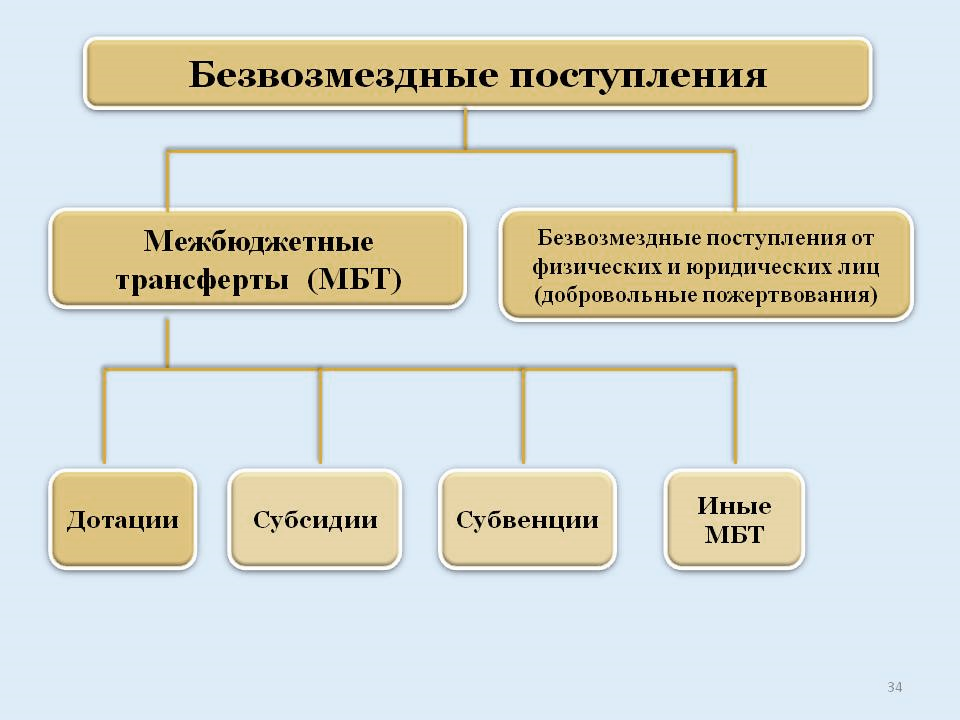 Безвозмездные поступления
Межбюджетные
трансферты (МБТ)
Безвозмездные поступления от
физических и юридических лиц
(добровольные пожертвования)
Дотации
Субсидии
Субвенции
Иные
МБТ
34